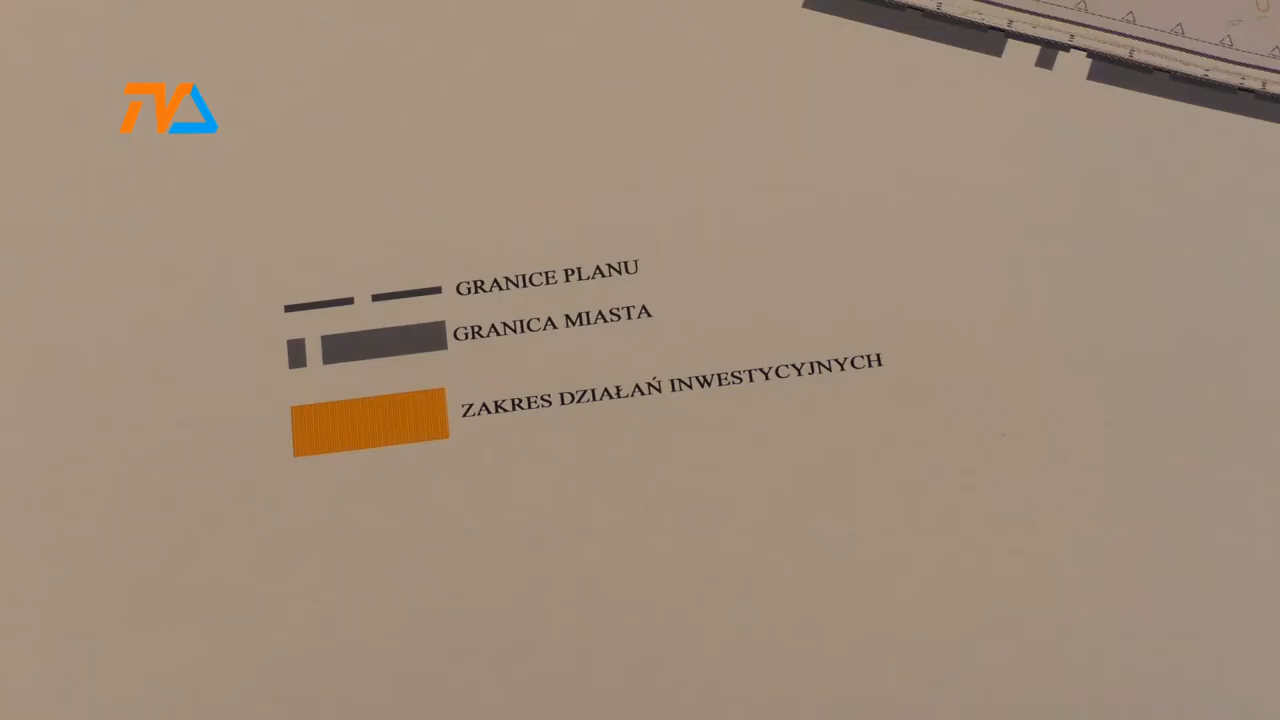 TVA
GRANICE PLANU
GRANICA MIASTA
ZAKRES DZIAŁAŃ INWESTYCYJNYCH